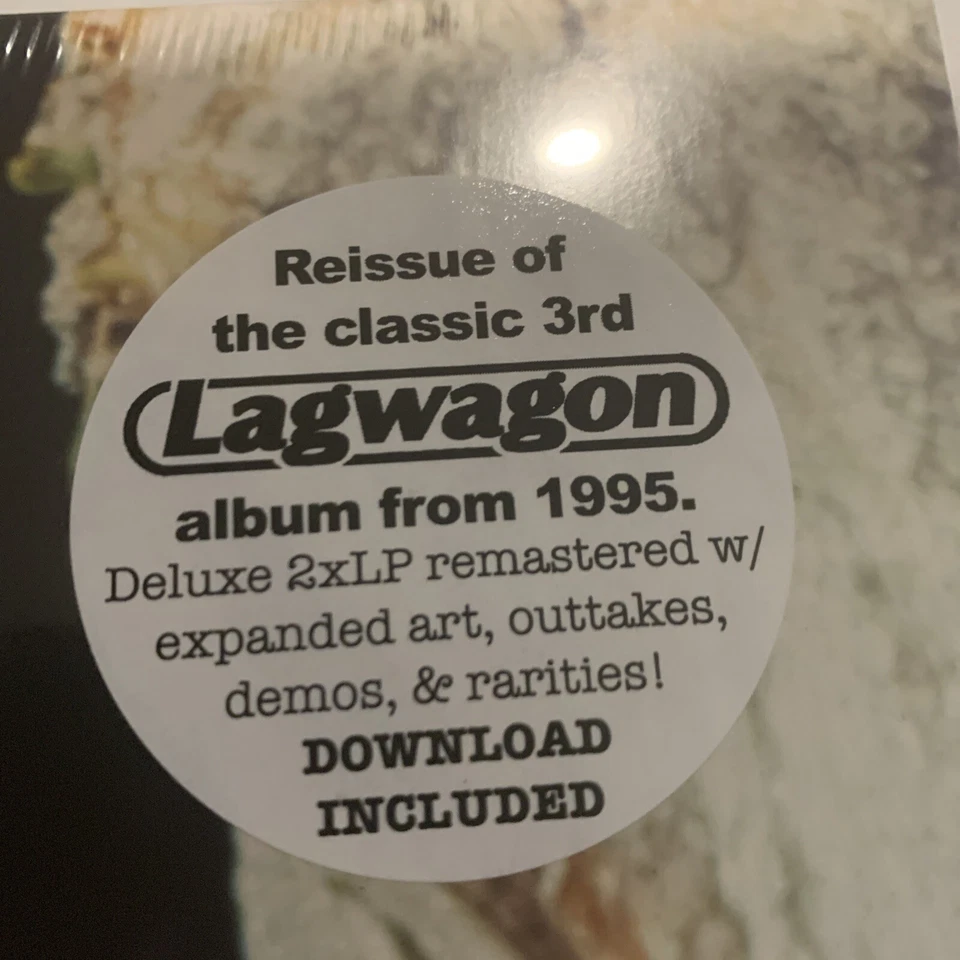 Reissue of
the classic 3rd
Lagwagon
album from 1995.
Deluxe 2xLP remastered w/
expanded art, outtakes,
demos, & rarities!
DOWNLOAD
INCLUDED